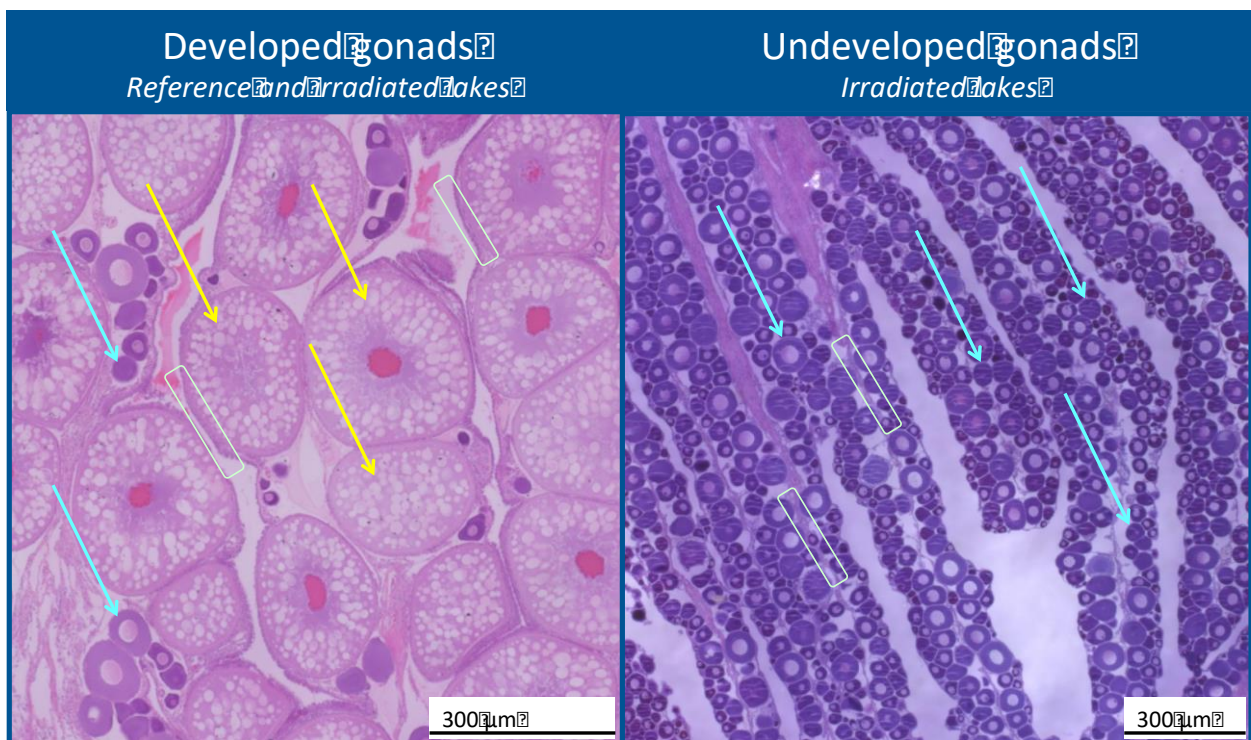 Developed gonads
Reference and irradiated lakes
Undeveloped gonads
Irradiated lakes
300 µm
300 µm